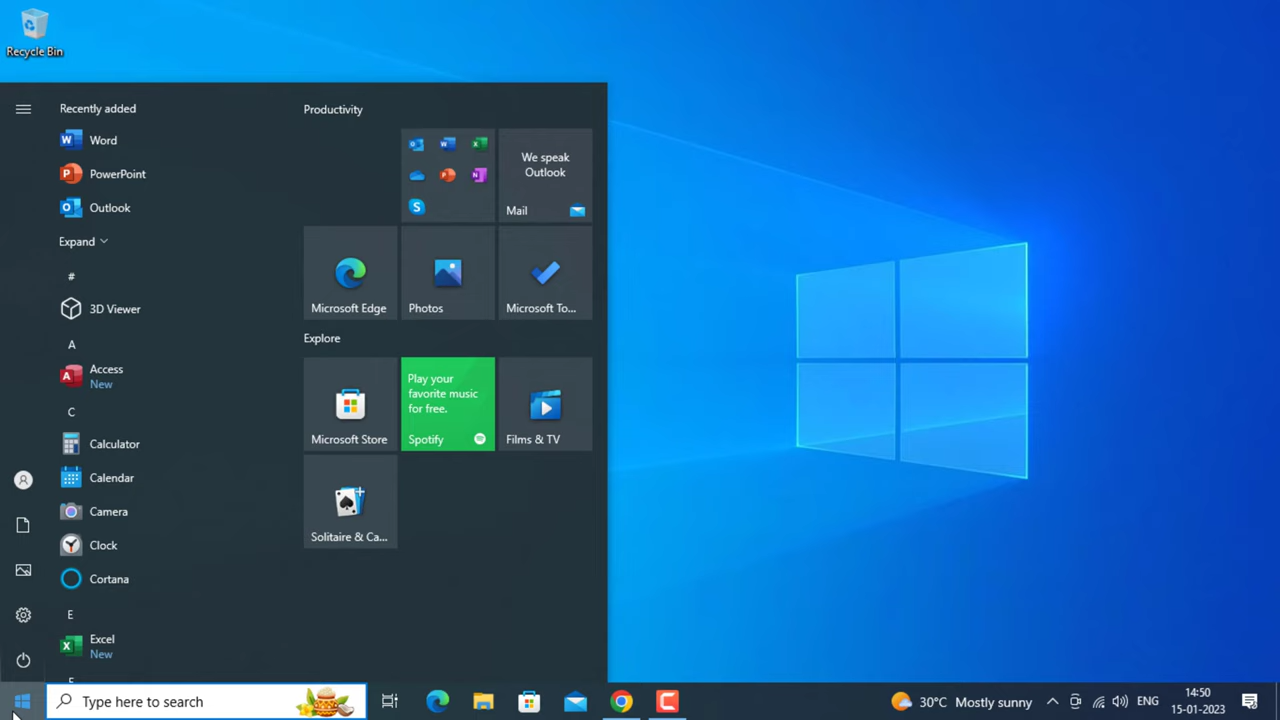 Recycle Bin
Recently added
Word
PowerPoint
Outlook
Expand
#
3D Viewer
A
Access
New
C
Calculator
Calendar
Camera
Clock
Cortana
E
Excel
New
Productivity
We speak
Outlook
Mail
Microsoft Edge
Photos
Microsoft To...
Explore
Microsoft Store
Play your
favorite music
for free.
Spotify
Films & TV
Solitaire & Ca...
Type here to search
30°C Mostly sunny
ENG
14:50
15-01-2023